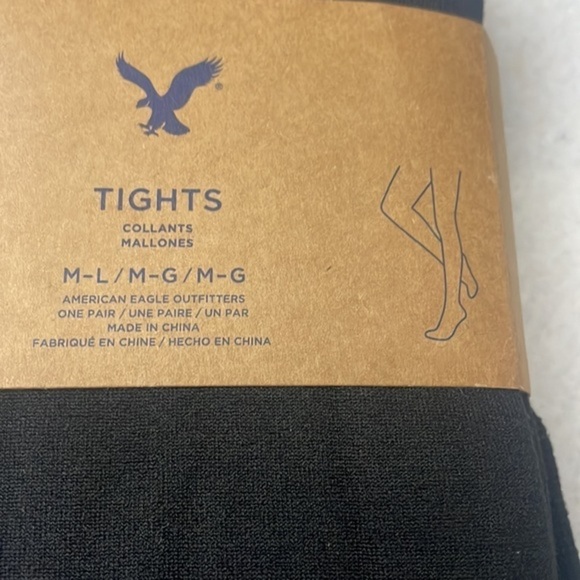 ®
TIGHTS
COLLANTS
MALLONES
M–L / M–G / M–G
AMERICAN EAGLE OUTFITTERS
ONE PAIR / UNE PAIRE / UN PAR
MADE IN CHINA
FABRIQUÉ EN CHINE / HECHO EN CHINA